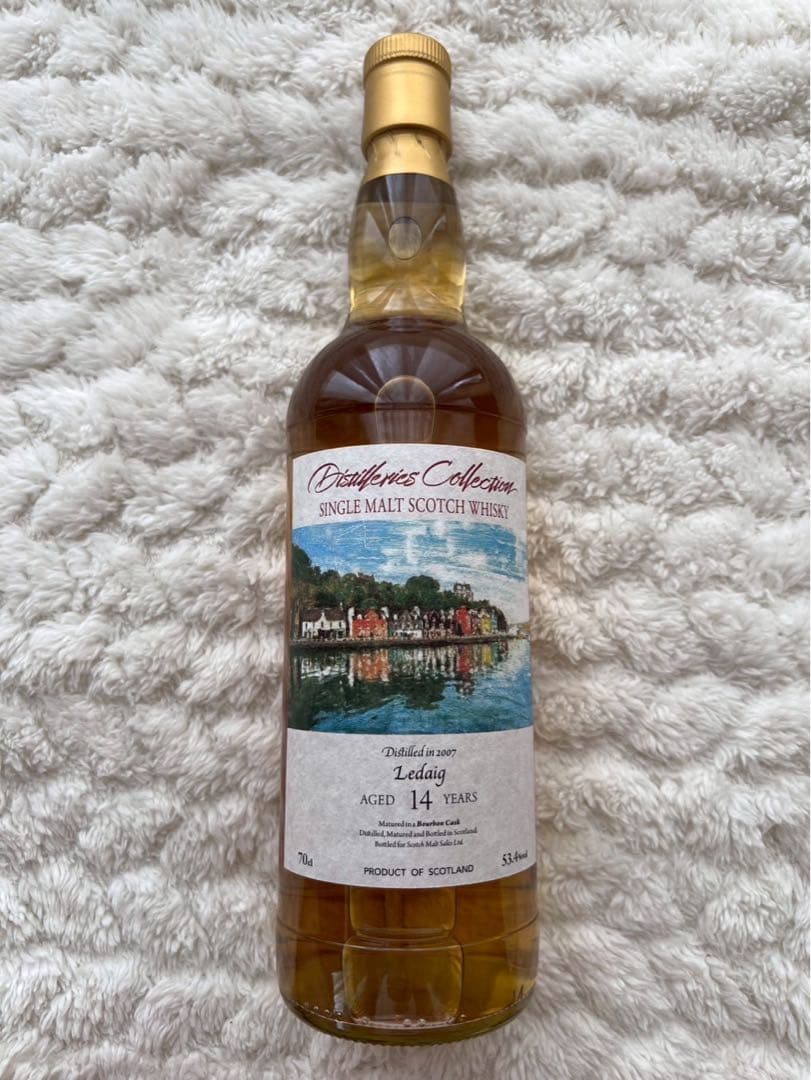 Distilleries Collection
SINGLE MALT SCOTCH WHISKY
Distilled in 2007
Ledaig
AGED 14 YEARS
Matured in a Bourbon Cask
Distilled, Matured and Bottled in Scotland.
Bottled for Scotch Malt Sales Ltd.
70cl
53.4%vol
PRODUCT OF SCOTLAND